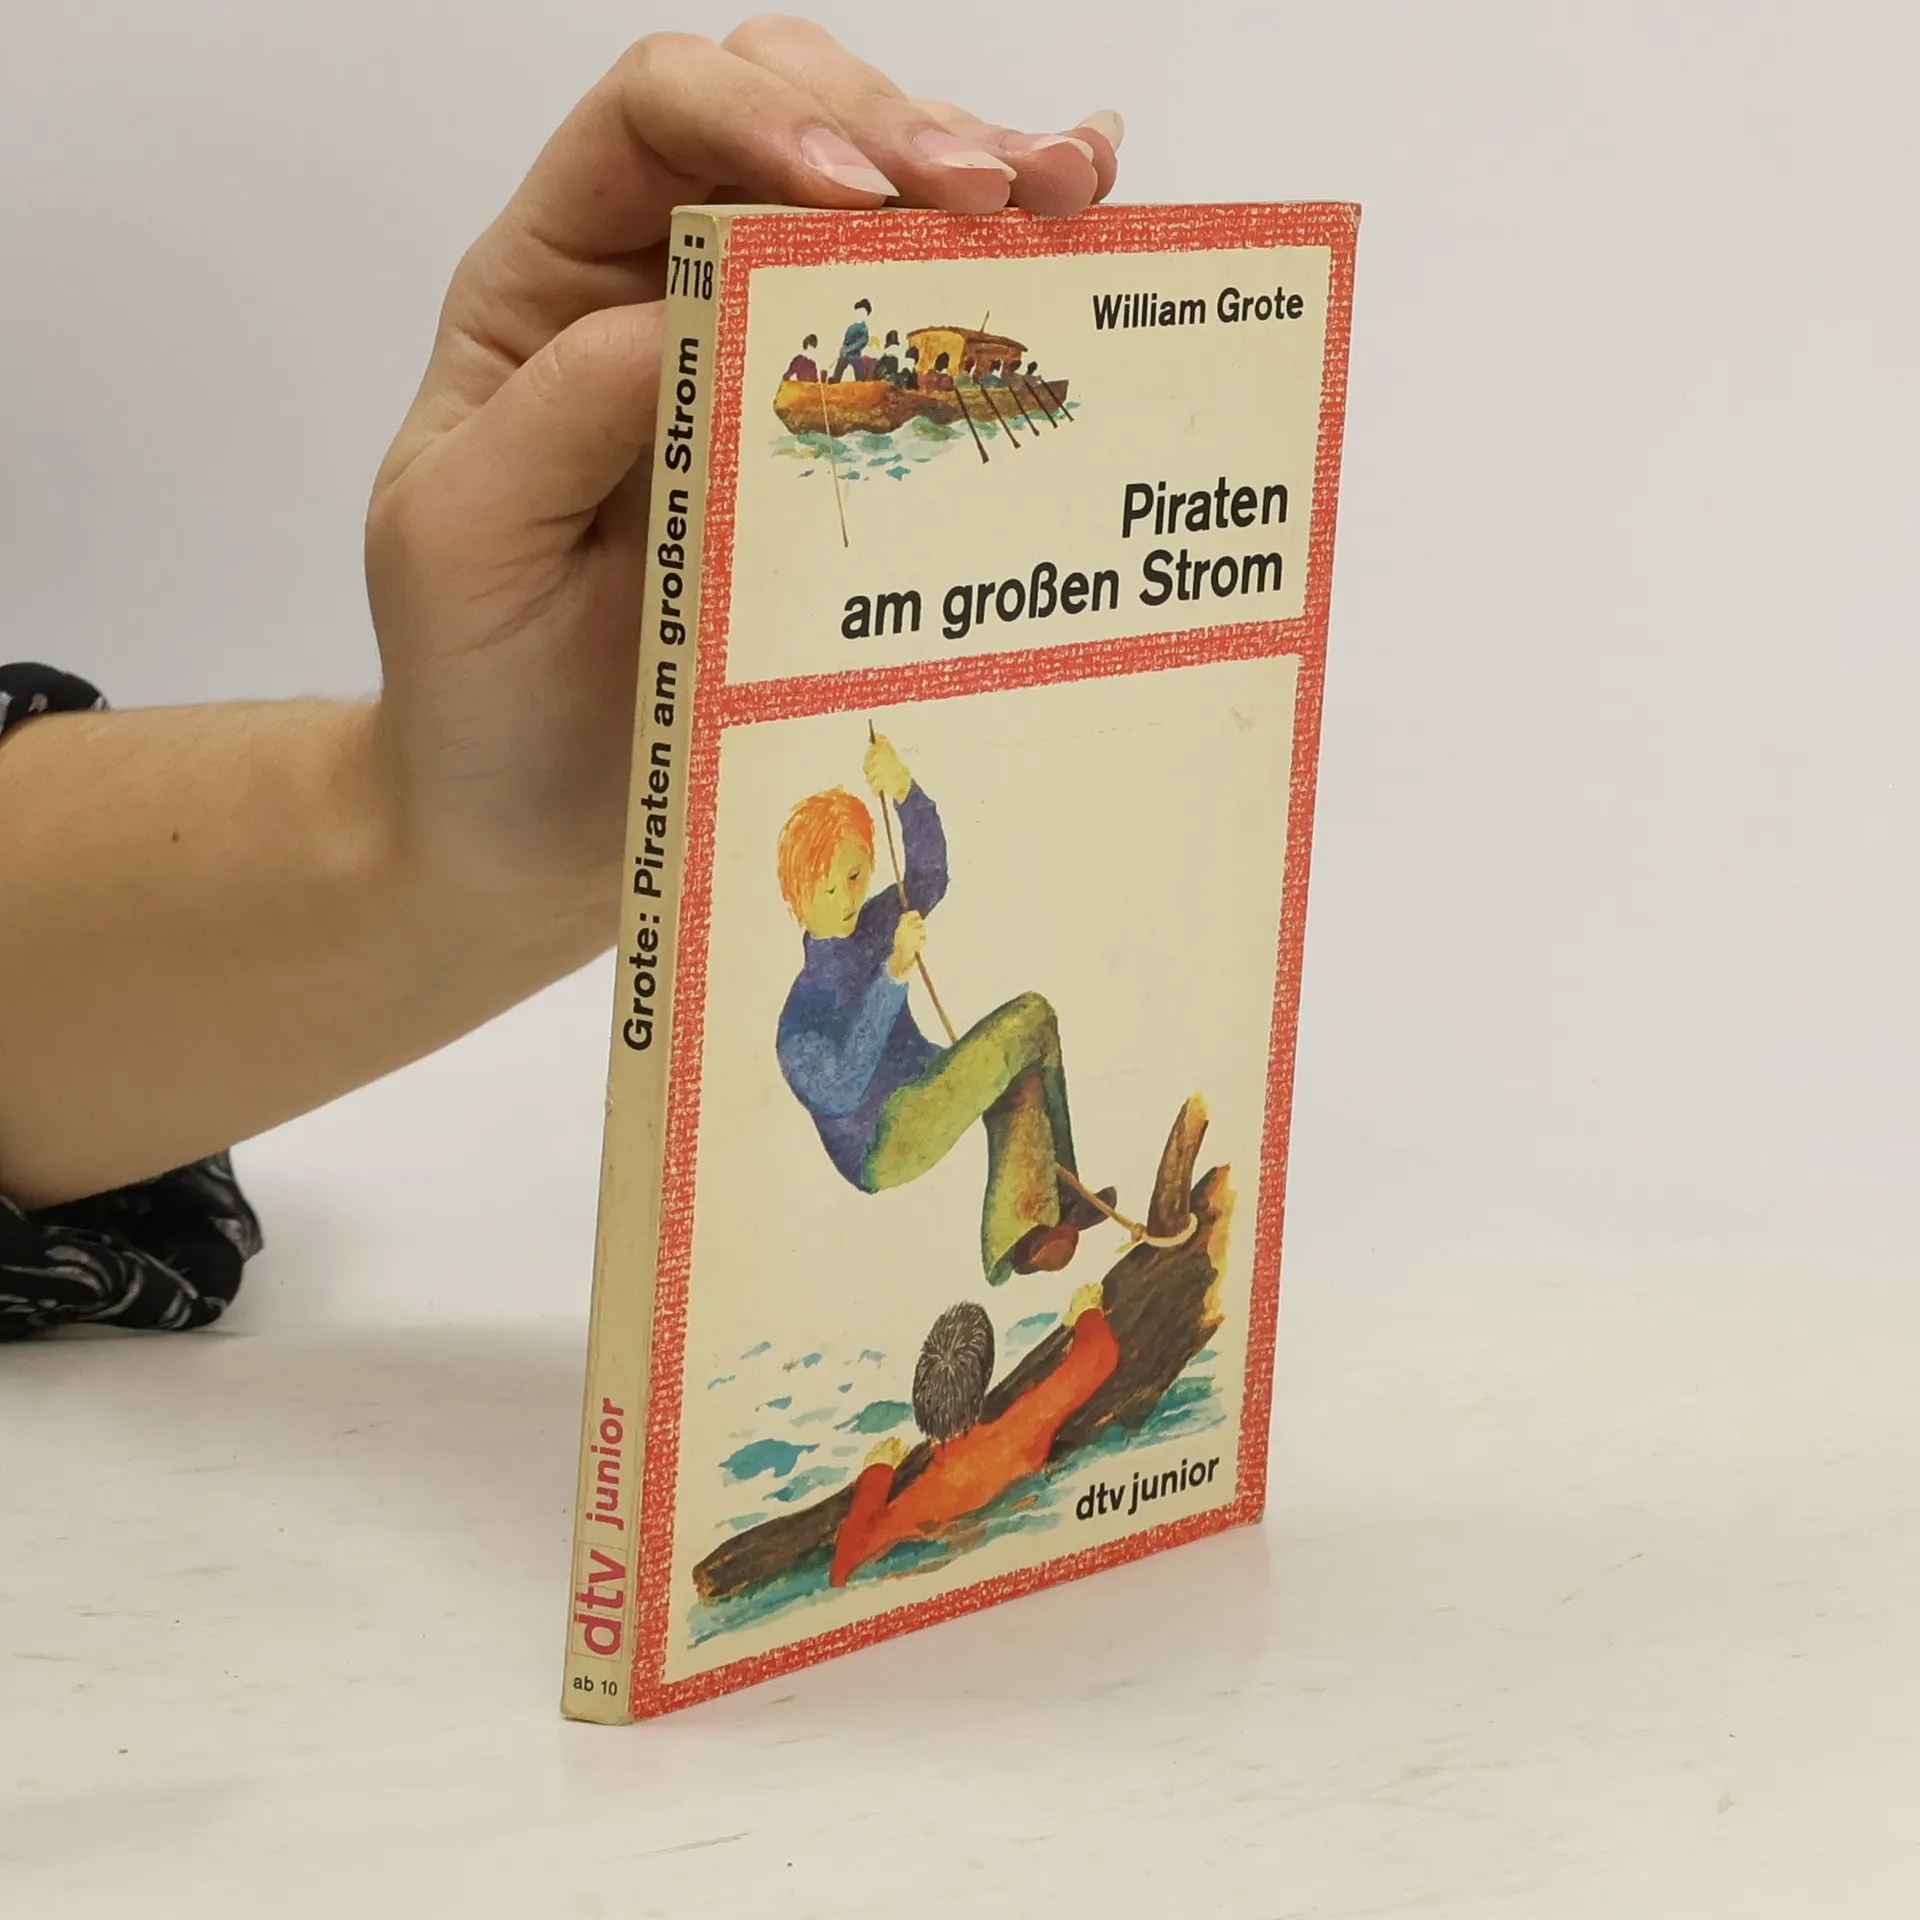 7118
Grote: Piraten am großen Strom
dtv junior
ab 10
William Grote
Piraten
am großen Strom
dtv junior